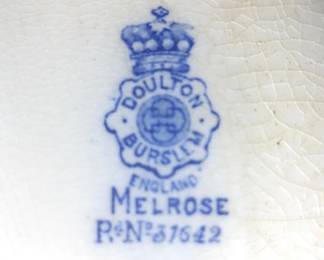 DOULTON
BURSLEM
ENGLAND
MELROSE
Rd No 31642